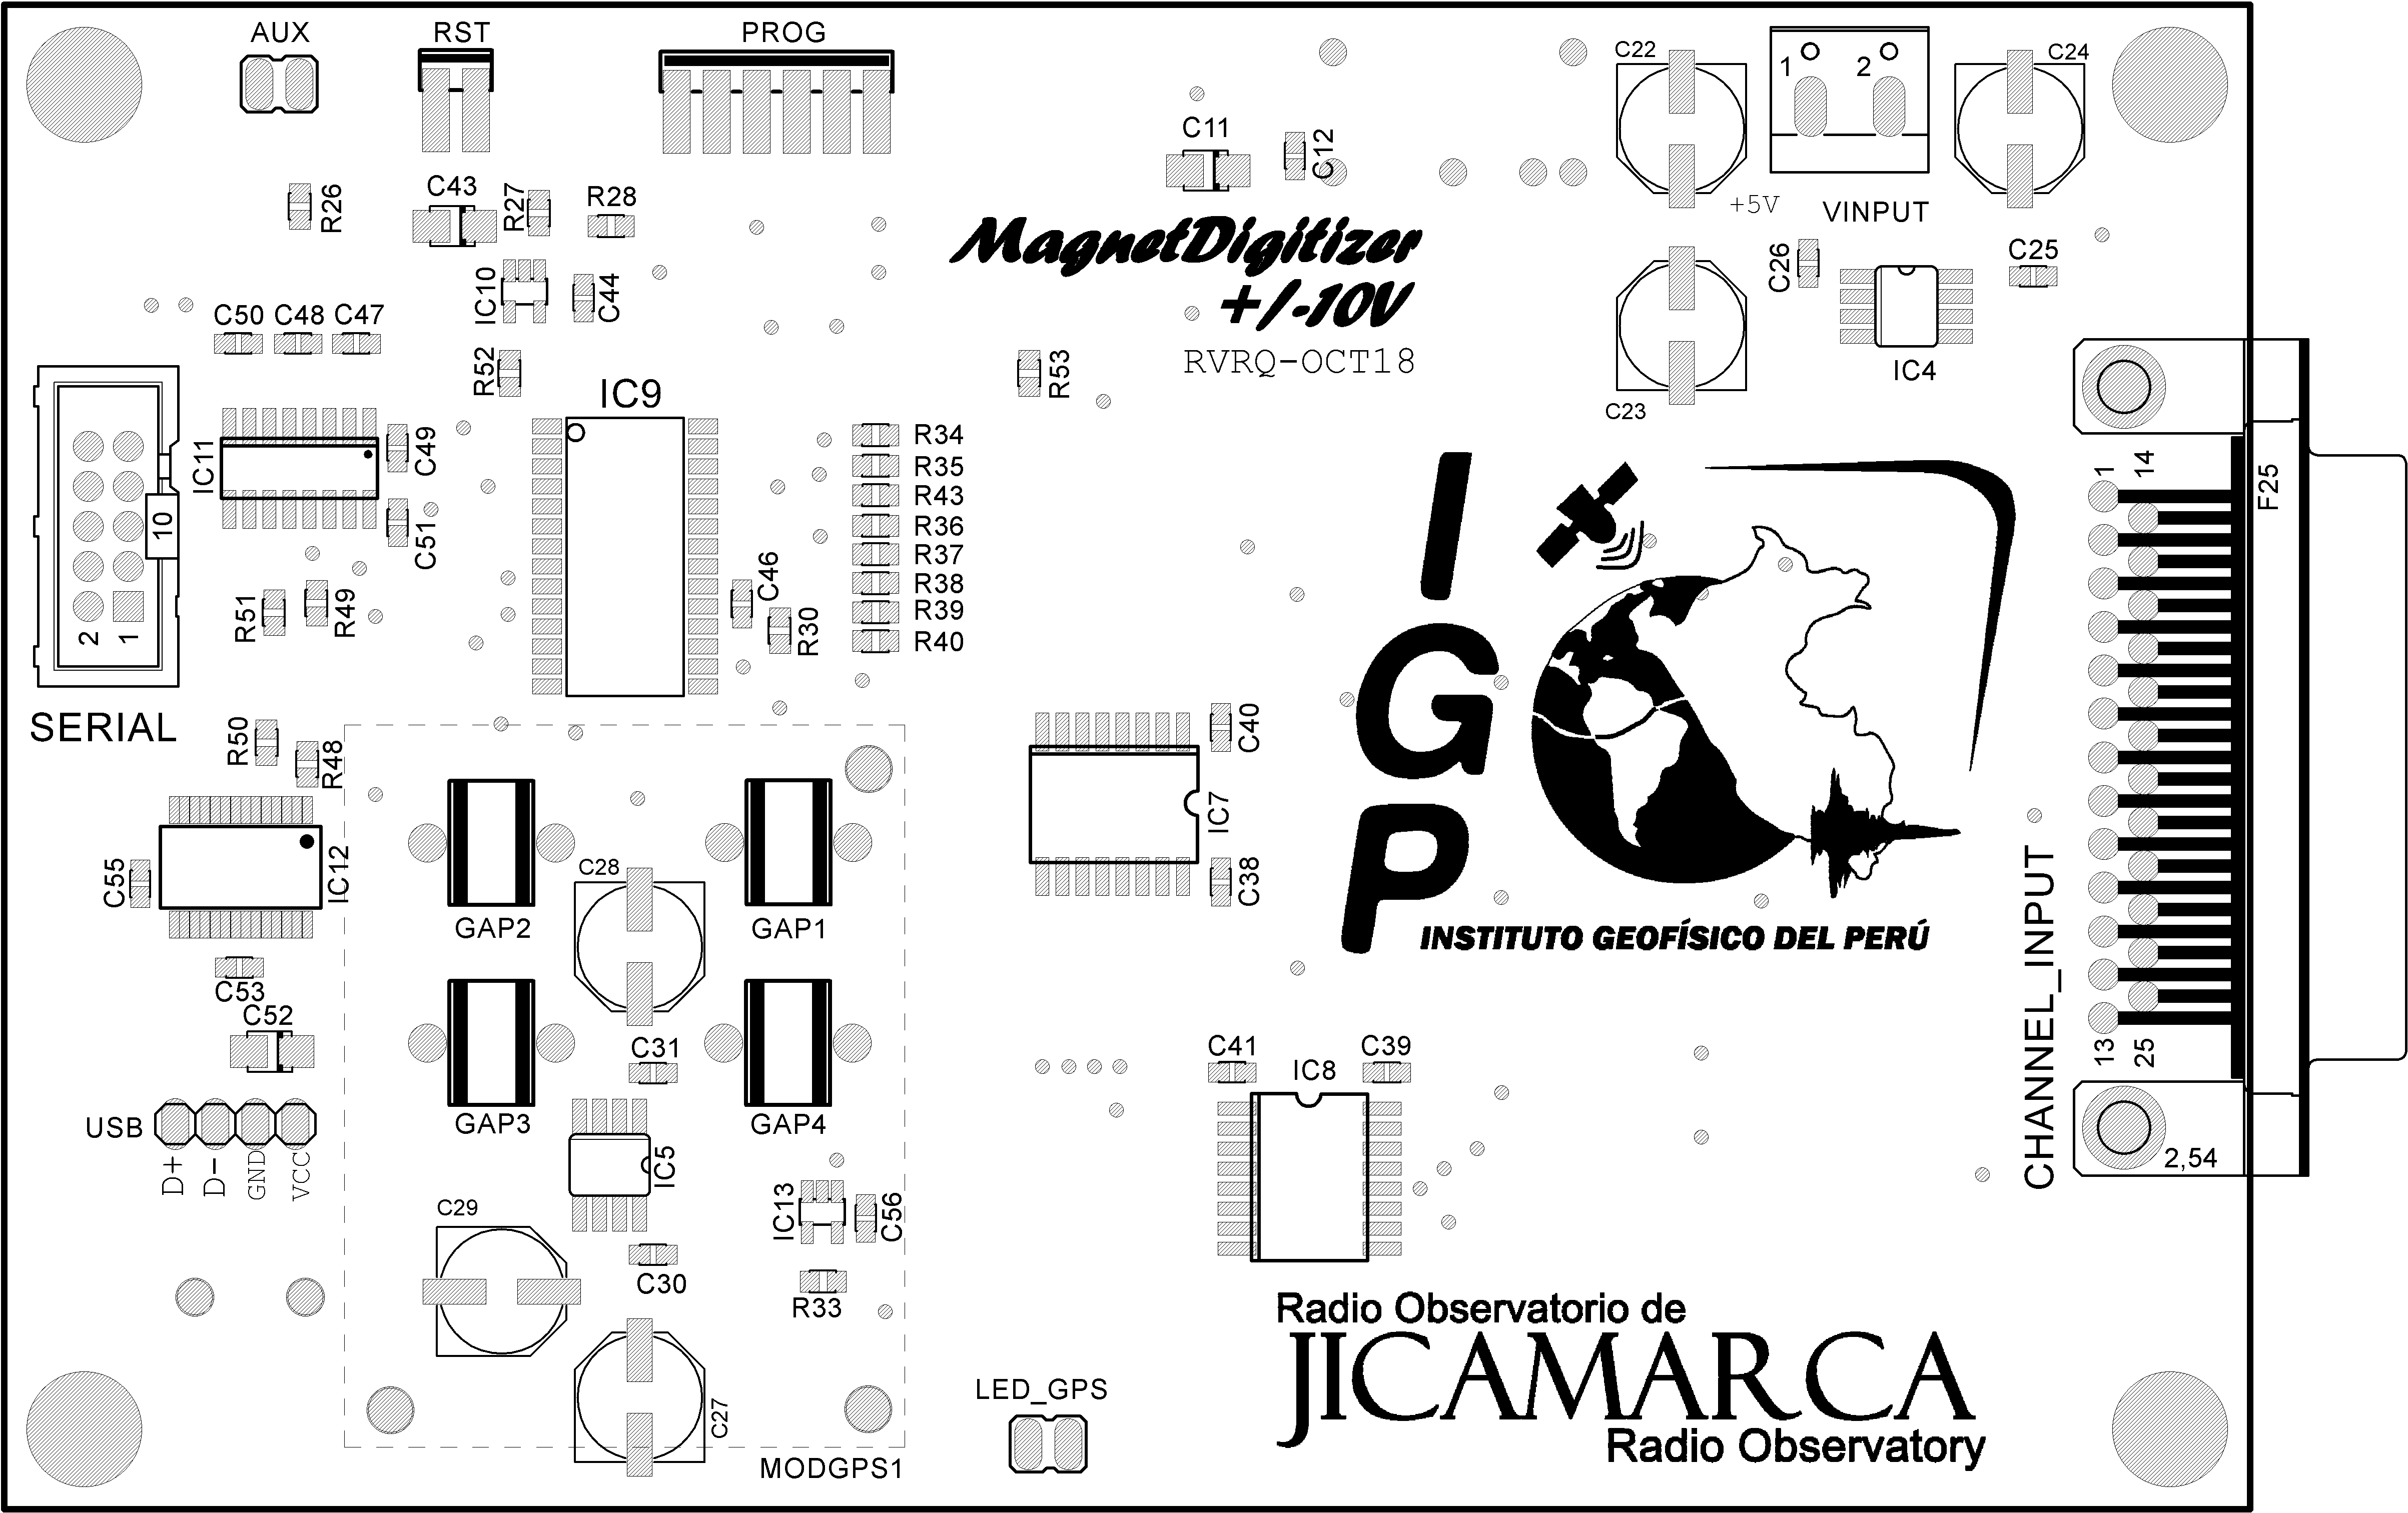 AUX
RST
PROG
C22
1
2
C24
C11
C12
R26
C43
R27
R28
+5V
VINPUT
MagnetDigitizer
+/-10V
RVRQ-OCT18
IC10
C44
C26
C25
IC4
C23
C50
C48
C47
R52
IC9
R53
IC11
C49
C51
10
2
1
R51
R49
C46
R30
R34
R35
R43
R36
R37
R38
R39
R40
SERIAL
R50
R48
C55
IC12
C53
C52
USB
D+
D-
GND
VCC
GAP2
C28
GAP1
GAP3
C31
GAP4
IC5
IC13
C56
C29
C30
R33
C27
MODGPS1
C40
IC7
C38
IGP
INSTITUTO GEOFÍSICO DEL PERÚ
1
14
F25
CHANNEL_INPUT
13
25
2,54
C41
IC8
C39
Radio Observatorio de
JICAMARCA
Radio Observatory
LED_GPS